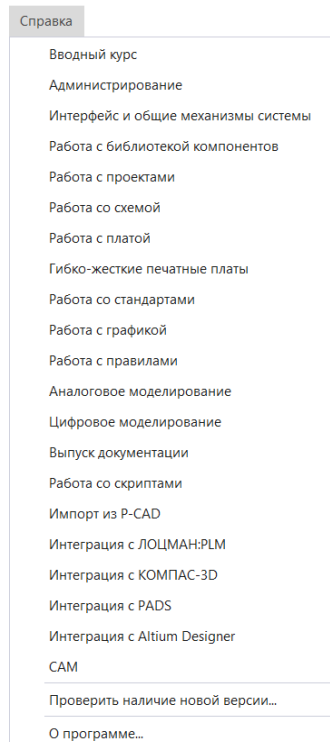 Справка
Вводный курс
Администрирование
Интерфейс и общие механизмы системы
Работа с библиотекой компонентов
Работа с проектами
Работа со схемой
Работа с платой
Гибко-жесткие печатные платы
Работа со стандартами
Работа с графикой
Работа с правилами
Аналоговое моделирование
Цифровое моделирование
Выпуск документации
Работа со скриптами
Импорт из P-CAD
Интеграция с ЛОЦМАН:PLM
Интеграция с КОМПАС-3D
Интеграция с PADS
Интеграция с Altium Designer
CAM
Проверить наличие новой версии...
О программе...